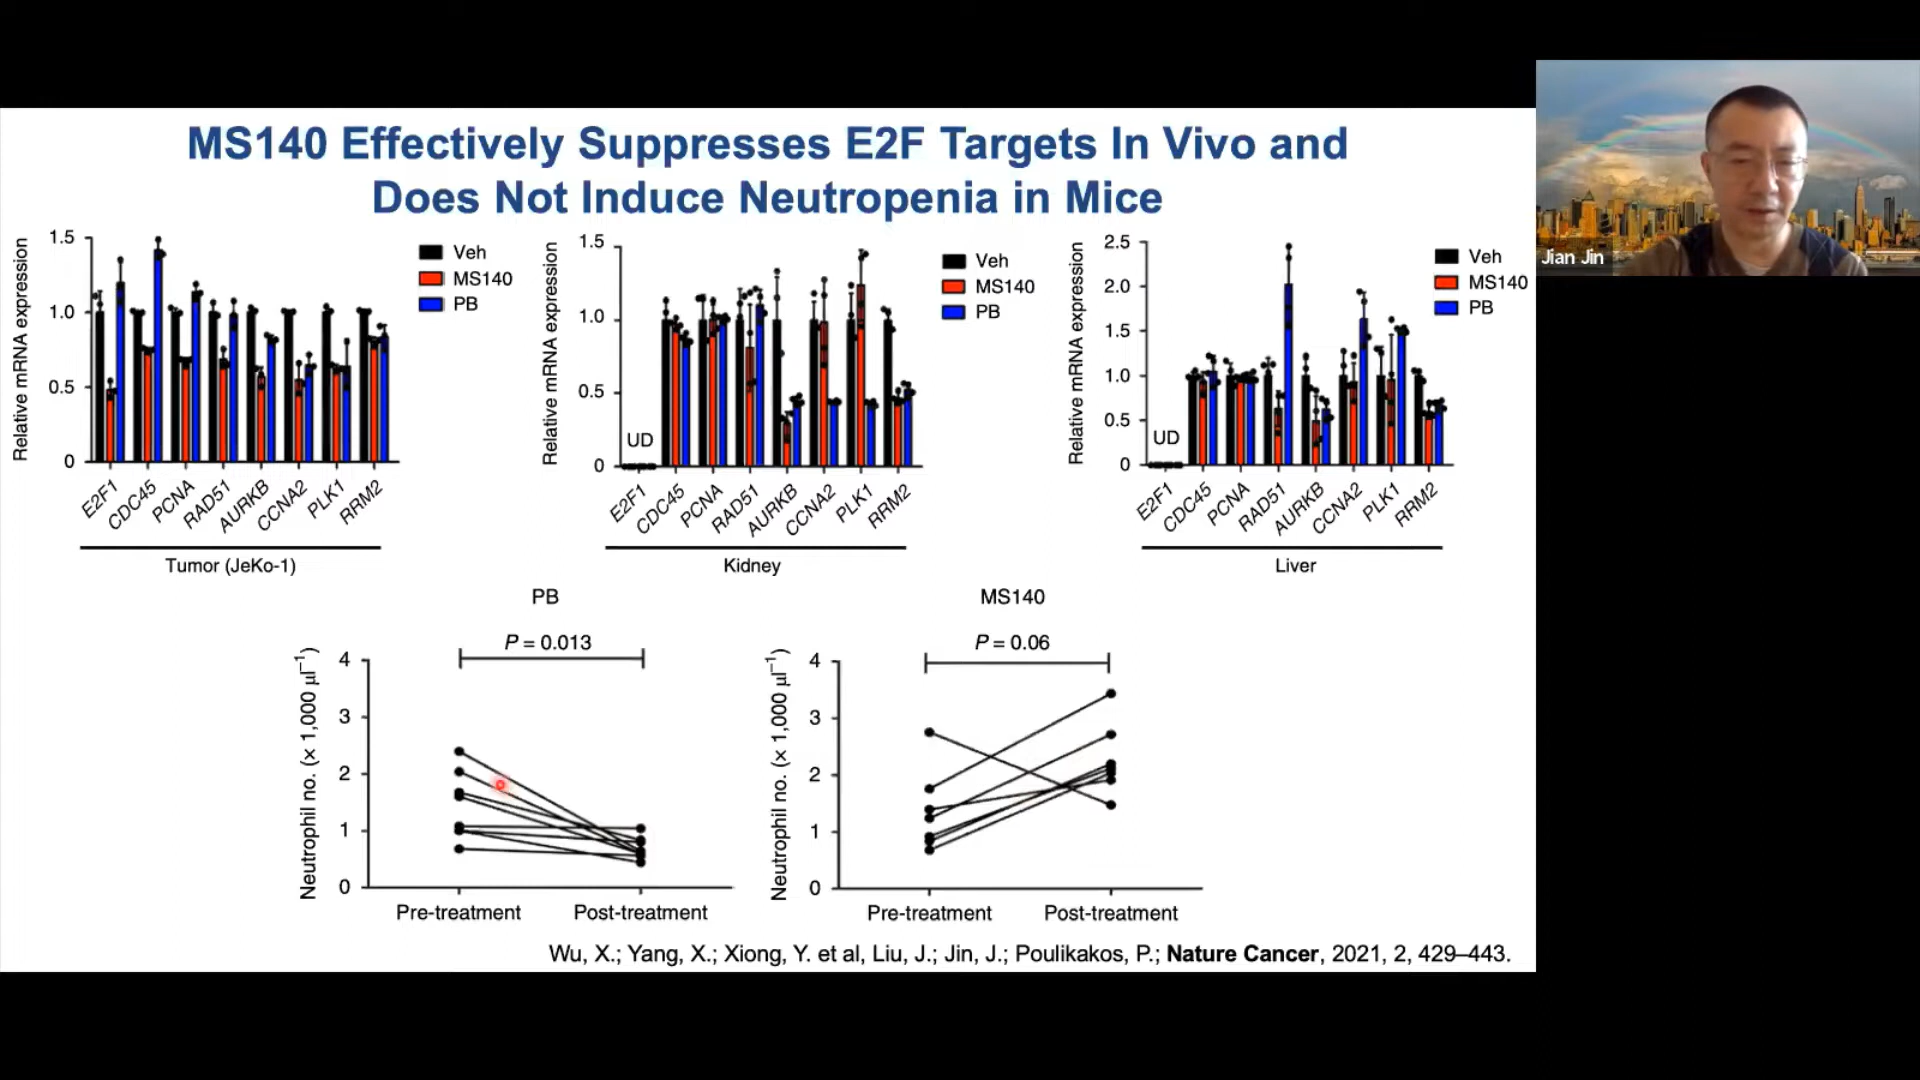 MS140 Effectively Suppresses E2F Targets In Vivo and
Does Not Induce Neutropenia in Mice
Jian Jin
Relative mRNA expression
1.5
1.0
0.5
0
Veh
MS140
PB
E2F1
CDC45
PCNA
RAD51
AURKB
CCNA2
PLK1
RRM2
Tumor (JeKo-1)
Relative mRNA expression
1.5
1.0
0.5
0
UD
Veh
MS140
PB
E2F1
CDC45
PCNA
RAD51
AURKB
CCNA2
PLK1
RRM2
Kidney
Relative mRNA expression
2.5
2.0
1.5
1.0
0.5
0
UD
Veh
MS140
PB
E2F1
CDC45
PCNA
RAD51
AURKB
CCNA2
PLK1
RRM2
Liver
PB
P = 0.013
Neutrophil no. (× 1,000 µl⁻¹)
4
3
2
1
0
Pre-treatment
Post-treatment
MS140
P = 0.06
Neutrophil no. (× 1,000 µl⁻¹)
4
3
2
1
0
Pre-treatment
Post-treatment
Wu, X.; Yang, X.; Xiong, Y. et al, Liu, J.; Jin, J.; Poulikakos, P.; Nature Cancer, 2021, 2, 429–443.